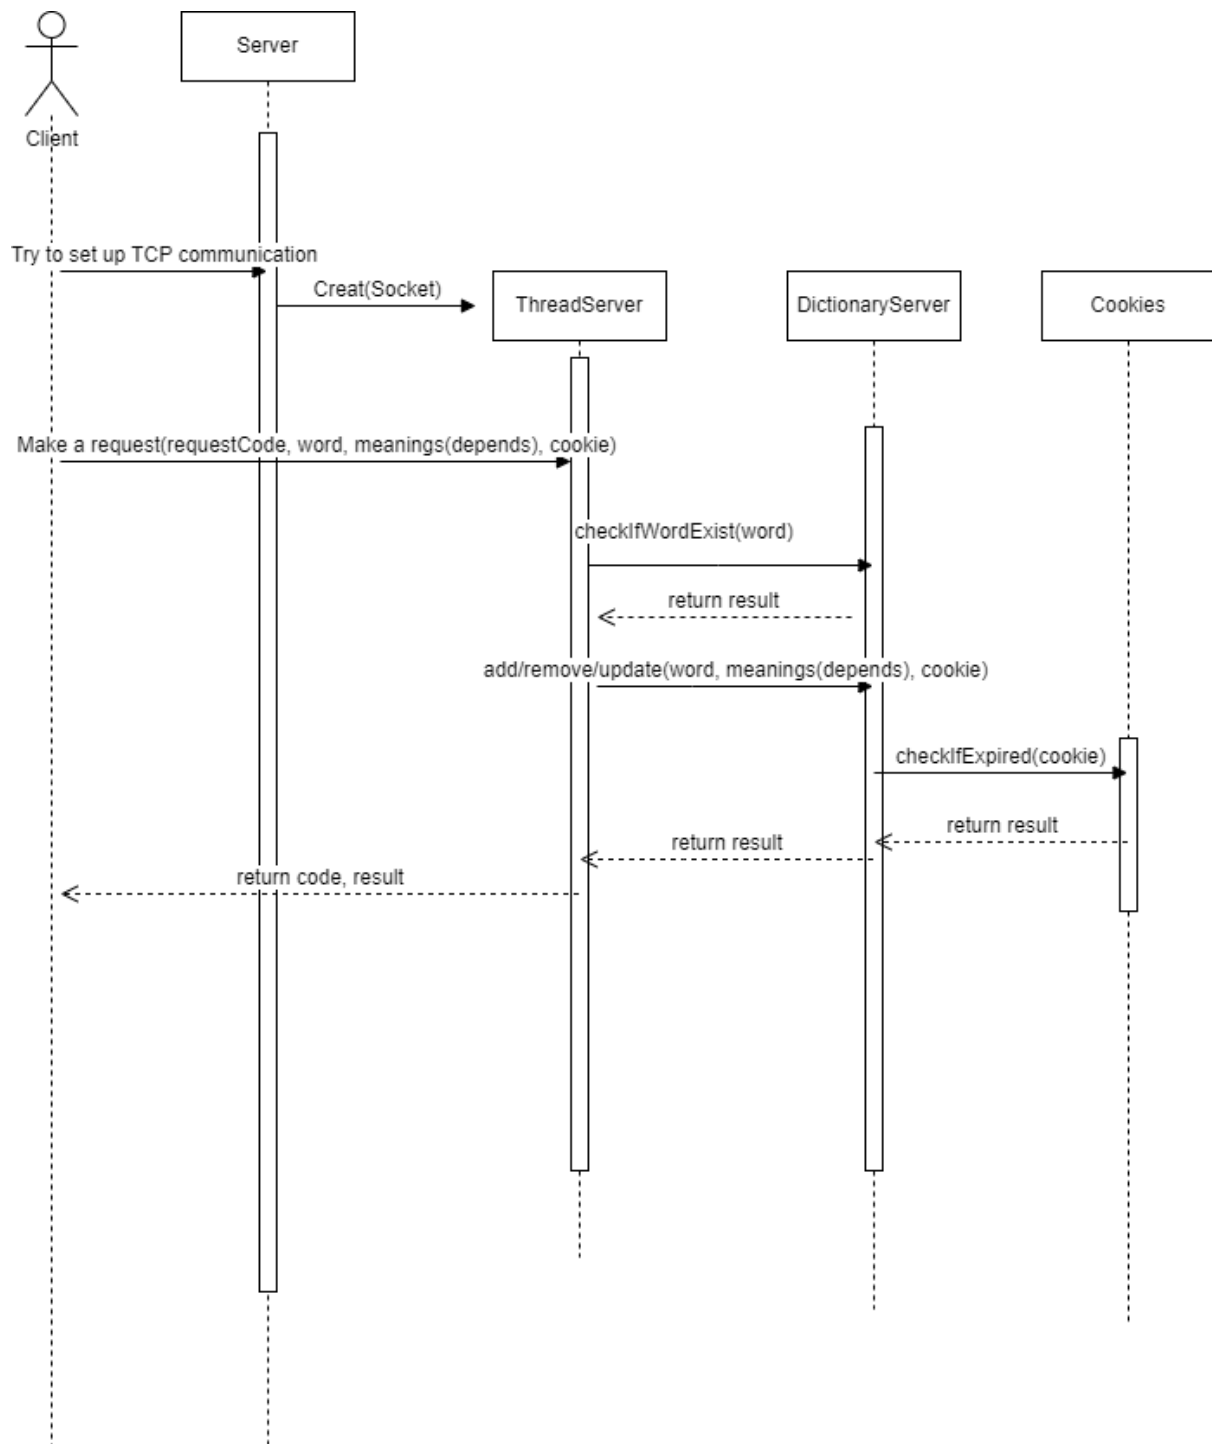 Server
Client
Try to set up TCP communication
Creat(Socket)
ThreadServer
DictionaryServer
Cookies
Make a request(requestCode, word, meanings(depends), cookie)
checkIfWordExist(word)
return result
add/remove/update(word, meanings(depends), cookie)
checkIfExpired(cookie)
return result
return result
return code, result